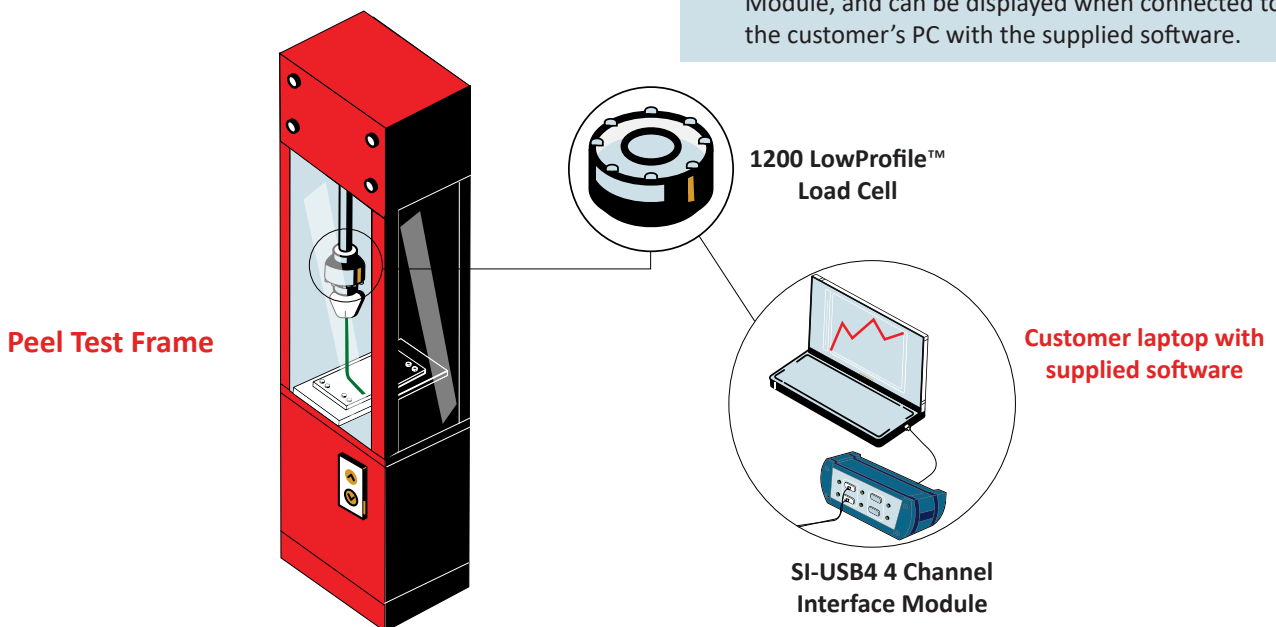 Module, and can be displayed when connected to
the customer’s PC with the supplied software.
1200 LowProfile™
Load Cell
Peel Test Frame
Customer laptop with
supplied software
SI-USB4 4 Channel
Interface Module